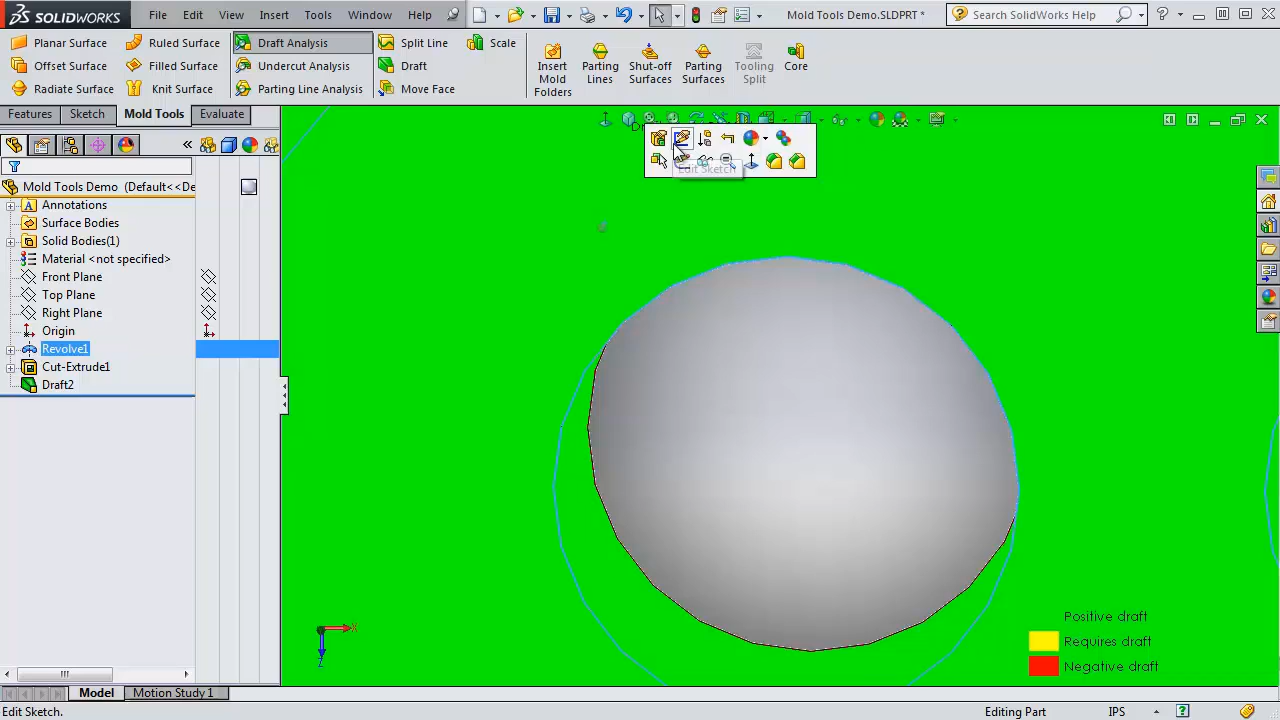 SOLIDWORKS File Edit View Insert Tools Window Help Mold Tools Demo.SLDPRT * Search SolidWorks Help
Planar Surface Ruled Surface Draft Analysis Split Line Scale
Offset Surface Filled Surface Undercut Analysis Draft
Radiate Surface Knit Surface Parting Line Analysis Move Face
Insert Mold Folders
Parting Lines
Shut-off Surfaces
Parting Surfaces
Tooling Split
Core
Features Sketch Mold Tools Evaluate
Edit Sketch
Mold Tools Demo (Default<<De
Annotations
Surface Bodies
Solid Bodies(1)
Material <not specified>
Front Plane
Top Plane
Right Plane
Origin
Revolve1
Cut-Extrude1
Draft2
X
Z
Positive draft
Requires draft
Negative draft
Model Motion Study 1
Edit Sketch. Editing Part IPS